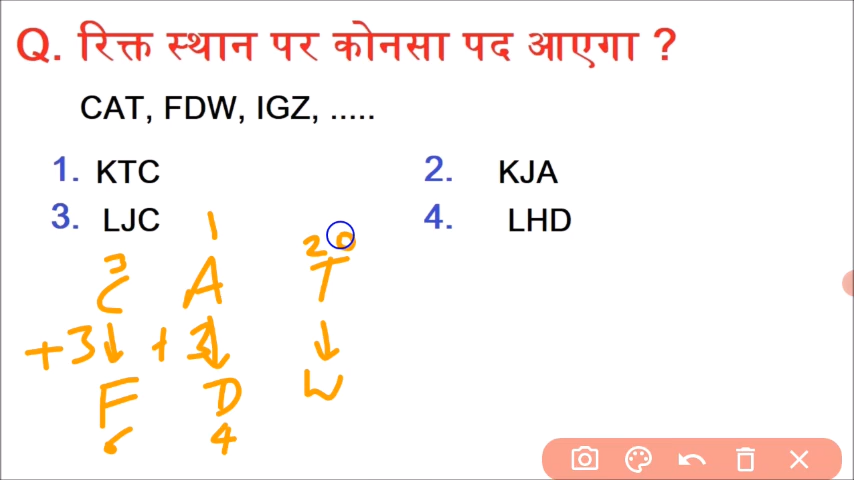 Q. रिक्त स्थान पर कोनसा पद आएगा ?
CAT, FDW, IGZ, .....
1. KTC 2. KJA
3. LJC 4. LHD
3 1 20
C A T
+3 +3
F D W
6 4